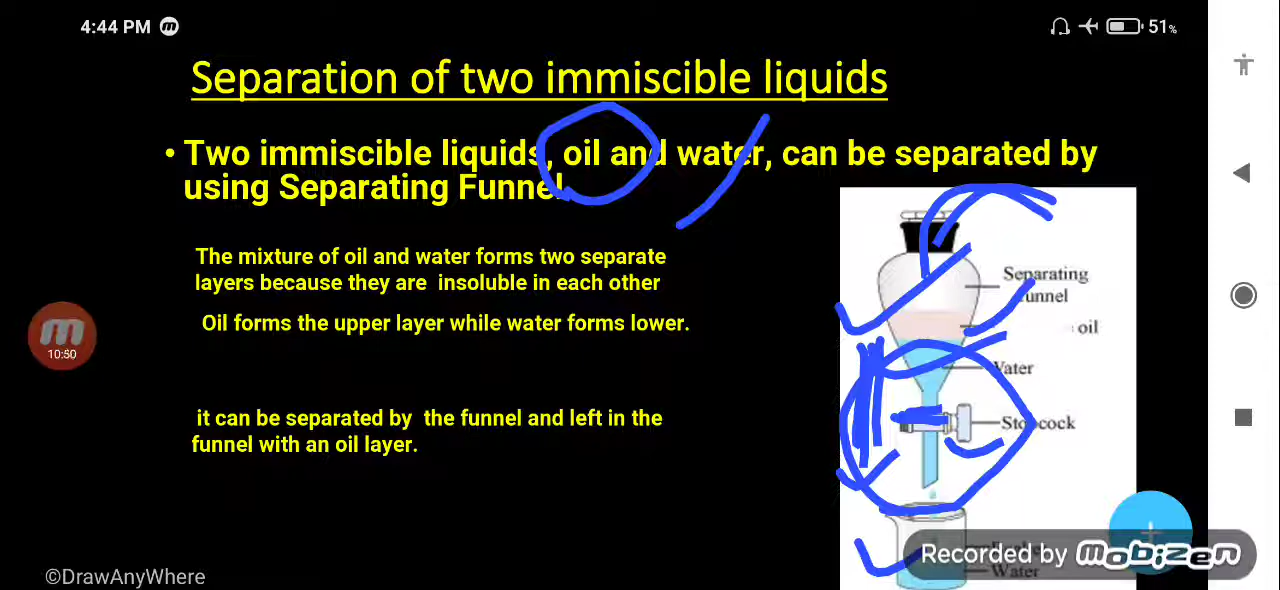 4:44 PM
51%
Separation of two immiscible liquids
• Two immiscible liquids, oil and water, can be separated by
using Separating Funnel
The mixture of oil and water forms two separate
layers because they are insoluble in each other
Oil forms the upper layer while water forms lower.
it can be separated by the funnel and left in the
funnel with an oil layer.
Separating
funnel
oil
Water
Stopcock
Water
10:50
Recorded by mobizen
©DrawAnyWhere